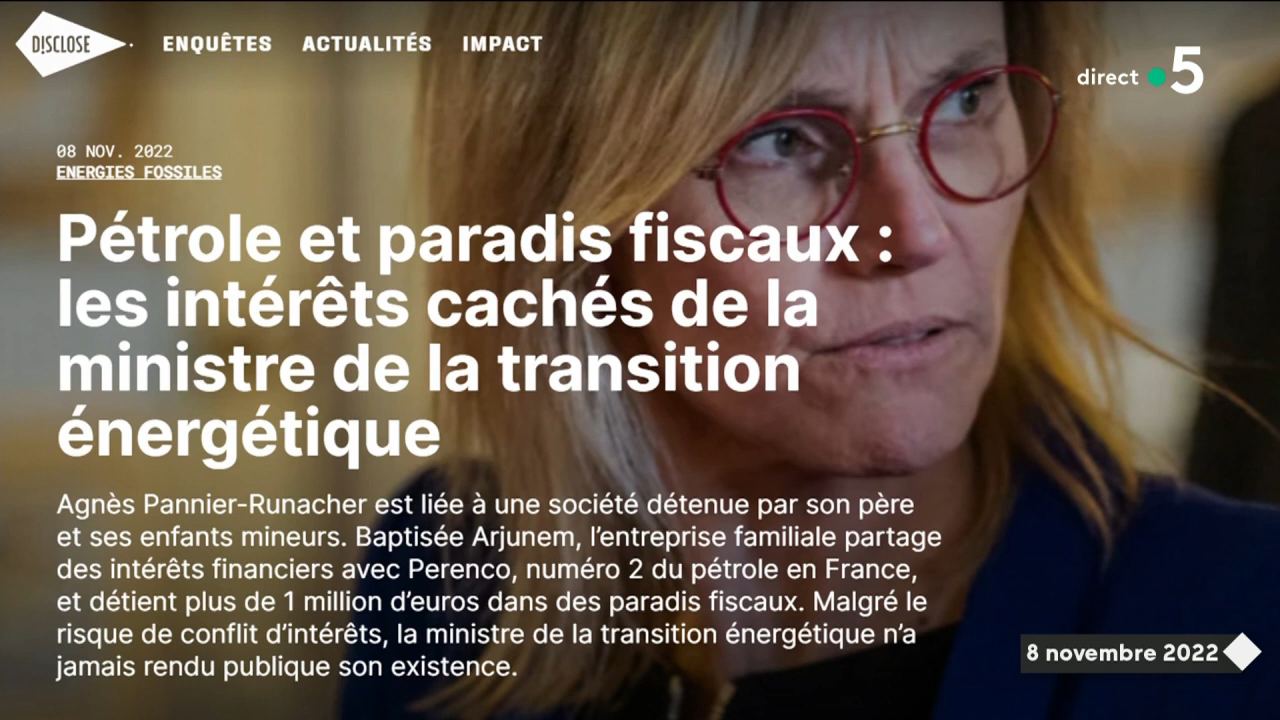 D!SCLOSE
ENQUÊTES ACTUALITÉS IMPACT
direct 5
08 NOV. 2022
ENERGIES FOSSILES
Pétrole et paradis fiscaux :
les intérêts cachés de la
ministre de la transition
énergétique
Agnès Pannier-Runacher est liée à une société détenue par son père
et ses enfants mineurs. Baptisée Arjunem, l’entreprise familiale partage
des intérêts financiers avec Perenco, numéro 2 du pétrole en France,
et détient plus de 1 million d’euros dans des paradis fiscaux. Malgré le
risque de conflit d’intérêts, la ministre de la transition énergétique n’a
jamais rendu publique son existence.
8 novembre 2022